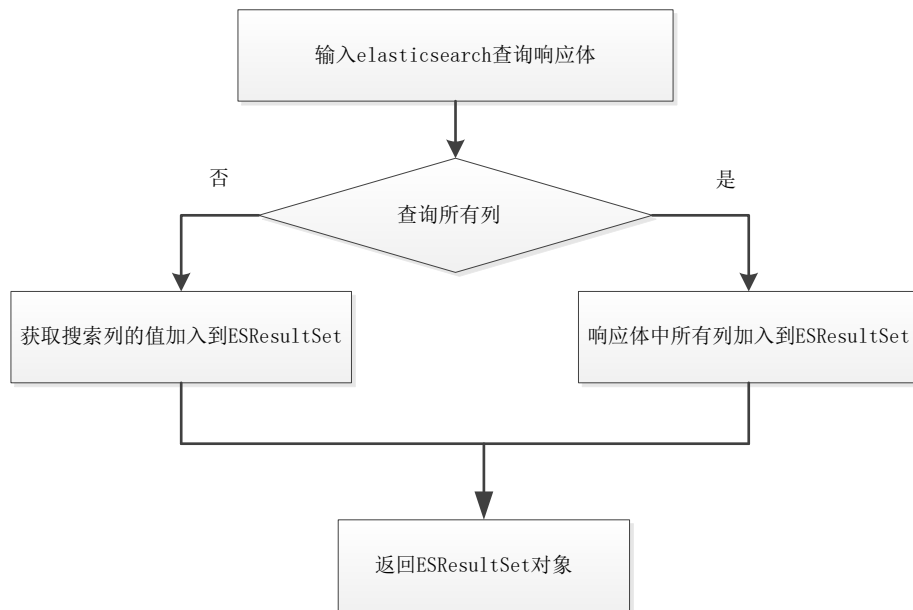 输入elasticsearch查询响应体
否
是
查询所有列
获取搜索列的值加入到ESResultSet
响应体中所有列加入到ESResultSet
返回ESResultSet对象